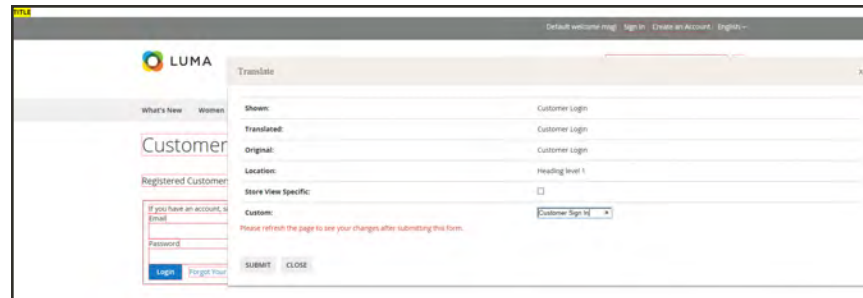 TITLE
Default welcome msg! Sign In Create an Account English
LUMA
Translate
x
What's New Women
Shown: Customer Login
Translated: Customer Login
Customer
Original: Customer Login
Location: Heading level 1
Registered Customer
Store View Specific:
If you have an account, s
Custom: Customer Sign In x
Email
Please refresh the page to see your changes after submitting this form.
Password
SUBMIT CLOSE
Login Forgot Your